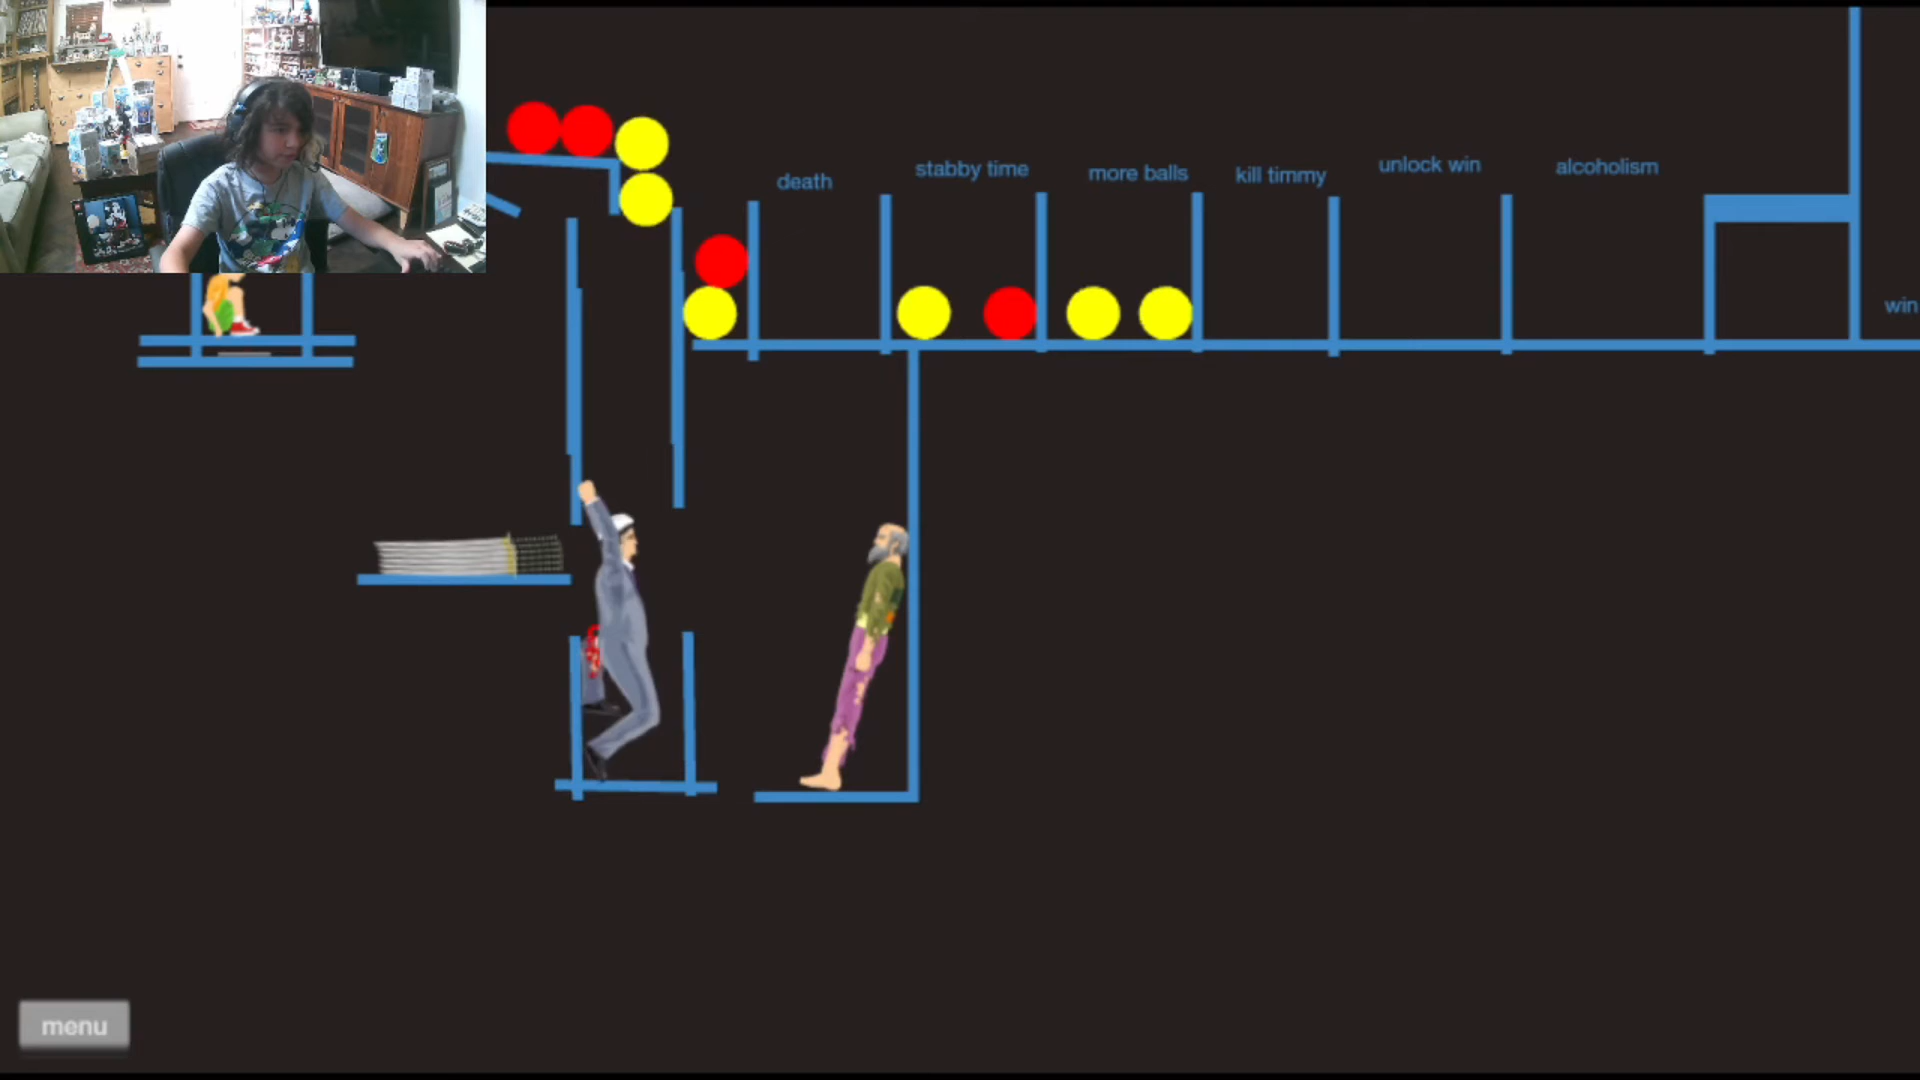 death
stabby time
more balls
kill timmy
unlock win
alcoholism
win
menu